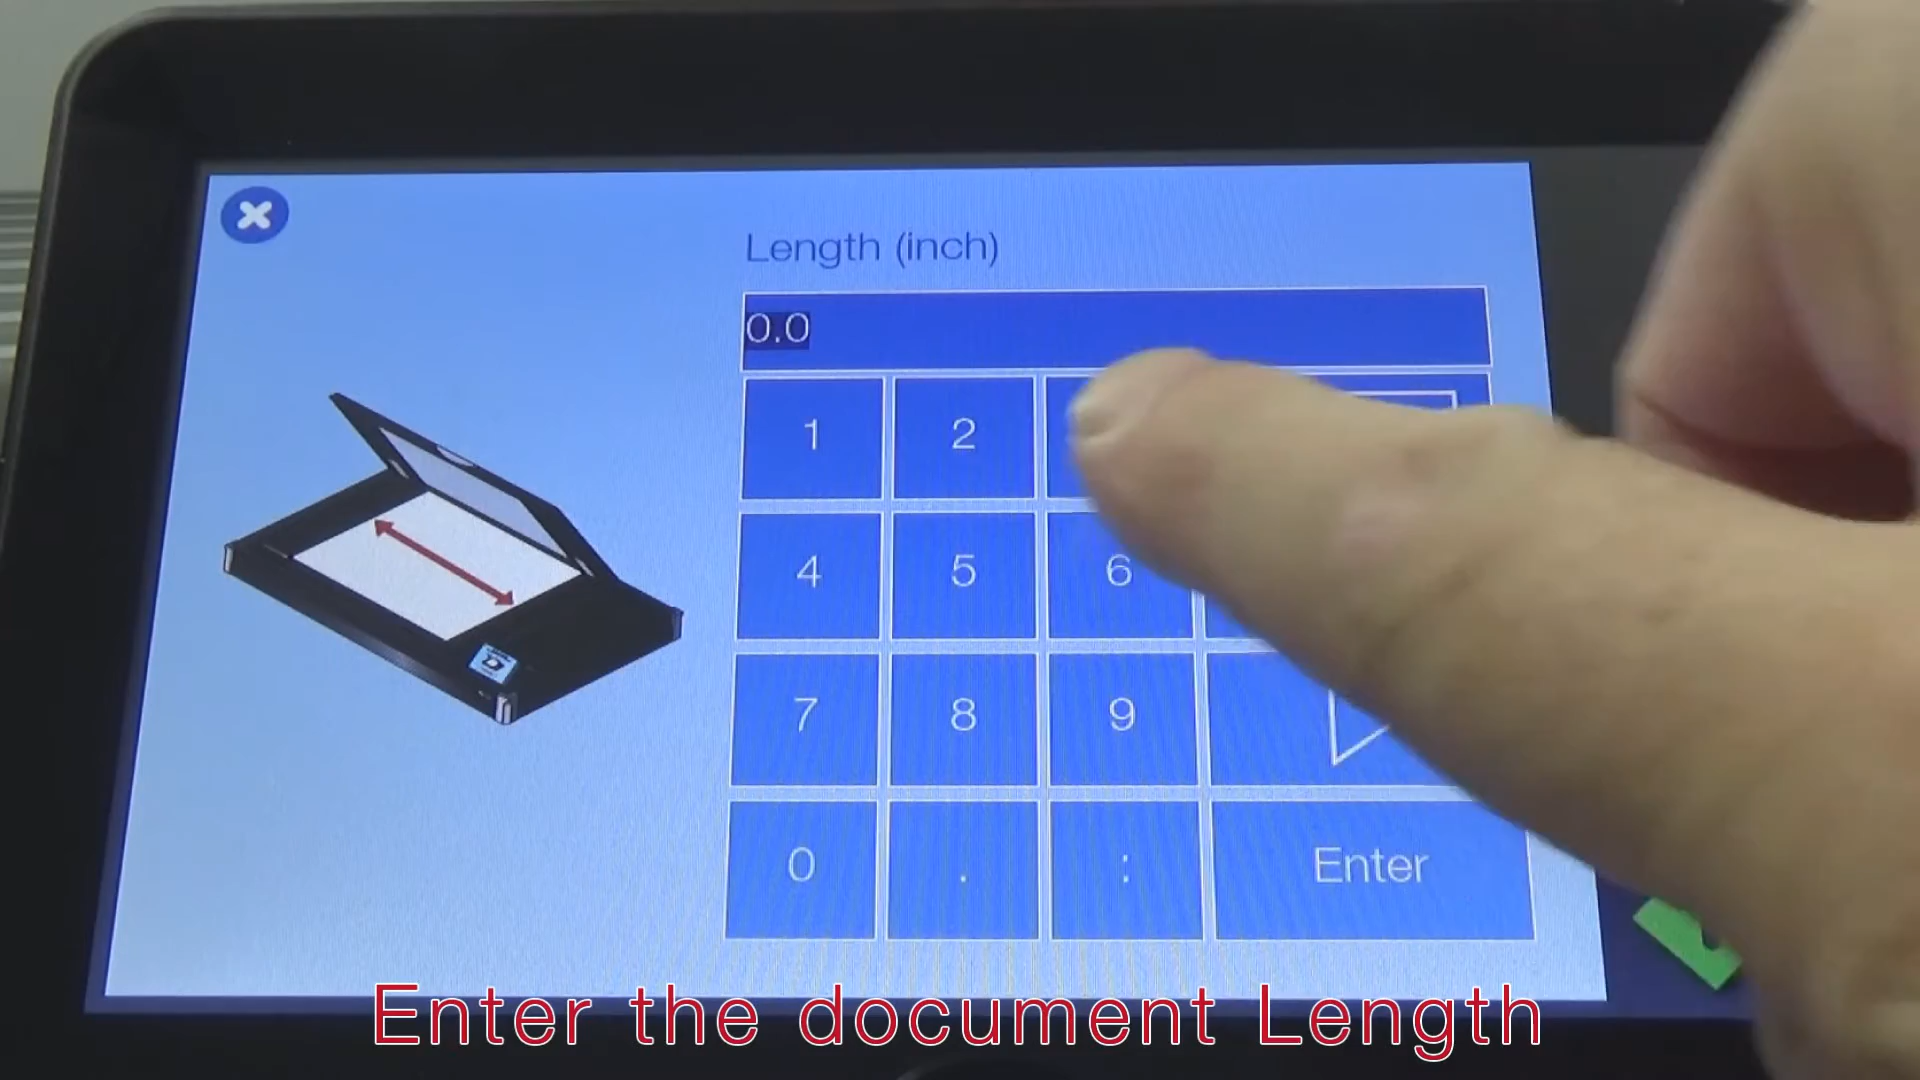 Length (inch)
0.0
1 2
4 5 6
7 8 9
0 . : Enter
Enter the document Length